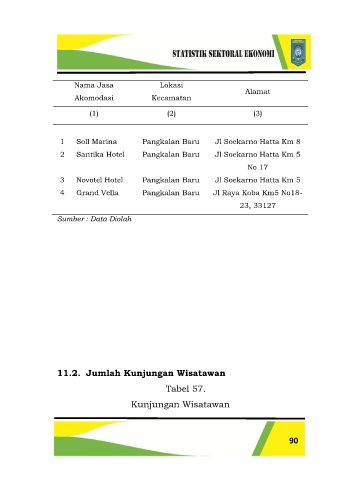 STATISTIK SEKTORAL EKONOMI
Nama Jasa Akomodasi	Lokasi Kecamatan	Alamat
(1)	(2)	(3)
1	Soll Marina	Pangkalan Baru	Jl Soekarno Hatta Km 8
2	Santika Hotel	Pangkalan Baru	Jl Soekarno Hatta Km 5
No 17
3	Novotel Hotel	Pangkalan Baru	Jl Soekarno Hatta Km 5
4	Grand Vella	Pangkalan Baru	Jl Raya Koba Km5 No18-
23, 33127
Sumber : Data Diolah
11.2. Jumlah Kunjungan Wisatawan
Tabel 57.
Kunjungan Wisatawan
90